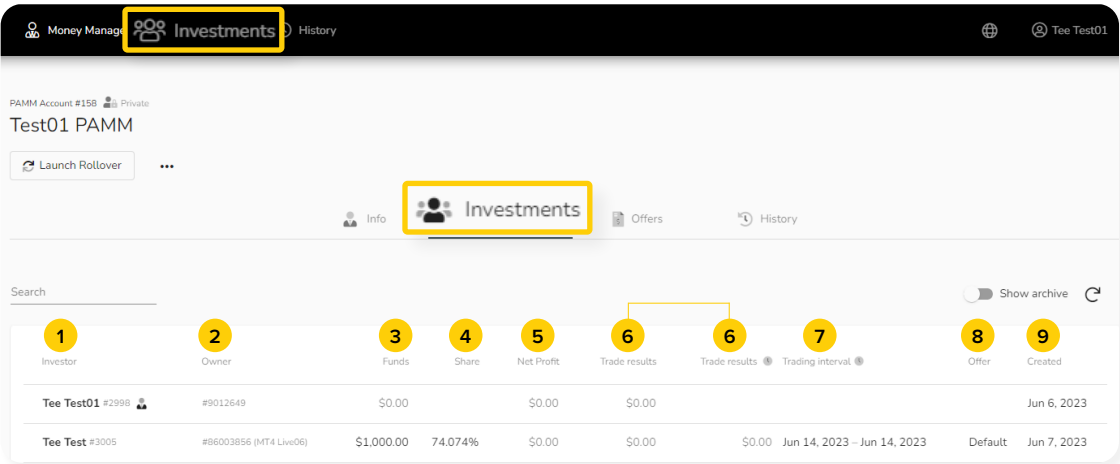 Money Manage Investments History Tee Test01
PAMM Account #158 Private
Test01 PAMM
Launch Rollover •••
Info Investments Offers History
Search Show archive
1 2 3 4 5 6 6 7 8 9
Investor Owner Funds Share Net Profit Trade results Trade results Trading interval Offer Created
Tee Test01 #2998 #9012649 $0.00 $0.00 $0.00 Jun 6, 2023
Tee Test #3005 #86003856 (MT4 Live06) $1,000.00 74.074% $0.00 $0.00 $0.00 Jun 14, 2023 – Jun 14, 2023 Default Jun 7, 2023